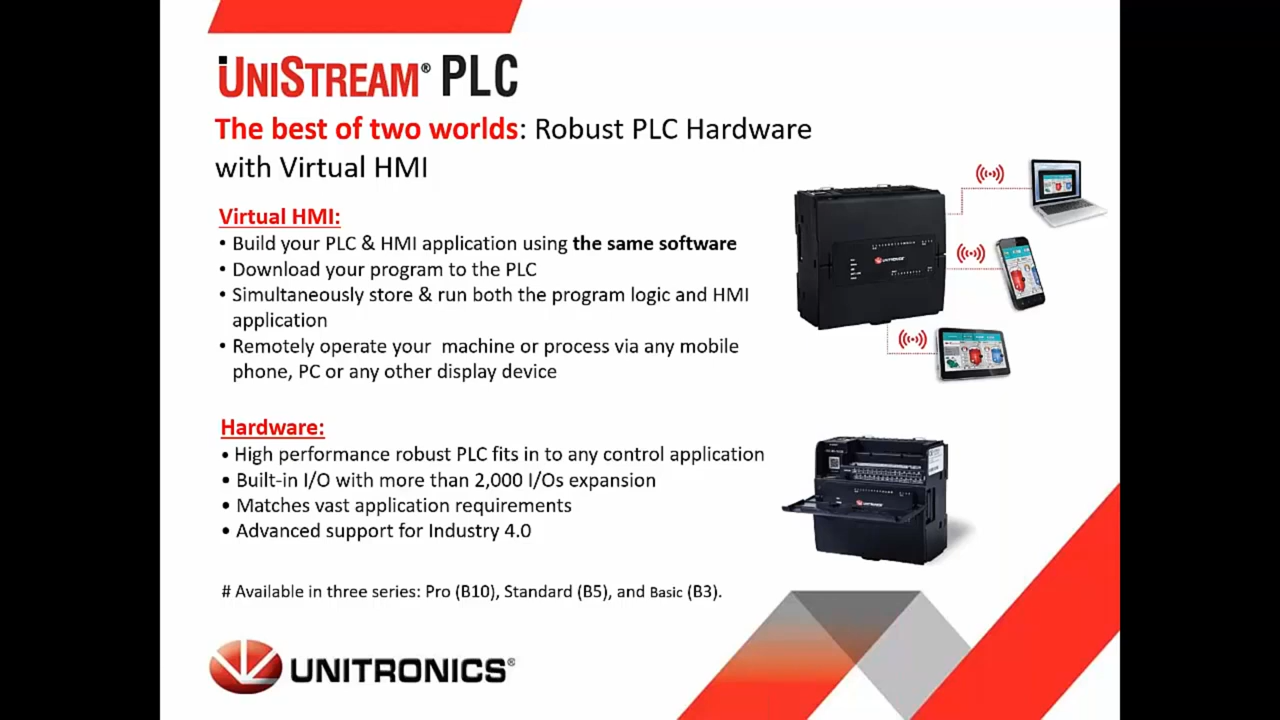 UNISTREAM® PLC
The best of two worlds: Robust PLC Hardware
with Virtual HMI
Virtual HMI:
• Build your PLC & HMI application using the same software
• Download your program to the PLC
• Simultaneously store & run both the program logic and HMI
application
• Remotely operate your machine or process via any mobile
phone, PC or any other display device
Hardware:
• High performance robust PLC fits in to any control application
• Built-in I/O with more than 2,000 I/Os expansion
• Matches vast application requirements
• Advanced support for Industry 4.0
# Available in three series: Pro (B10), Standard (B5), and Basic (B3).
UNITRONICS
UNITRONICS
UNITRONICS®